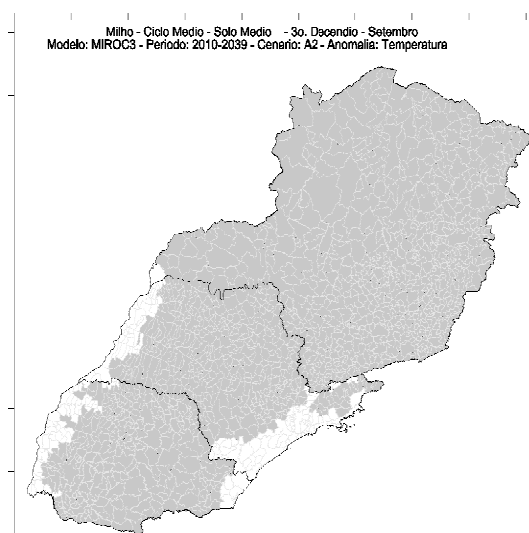 Milho - Ciclo Medio - Solo Medio - 3o. Decendio - Setembro
Modelo: MIROC3 - Periodo: 2010-2039 - Cenario: A2 - Anomalia: Temperatura